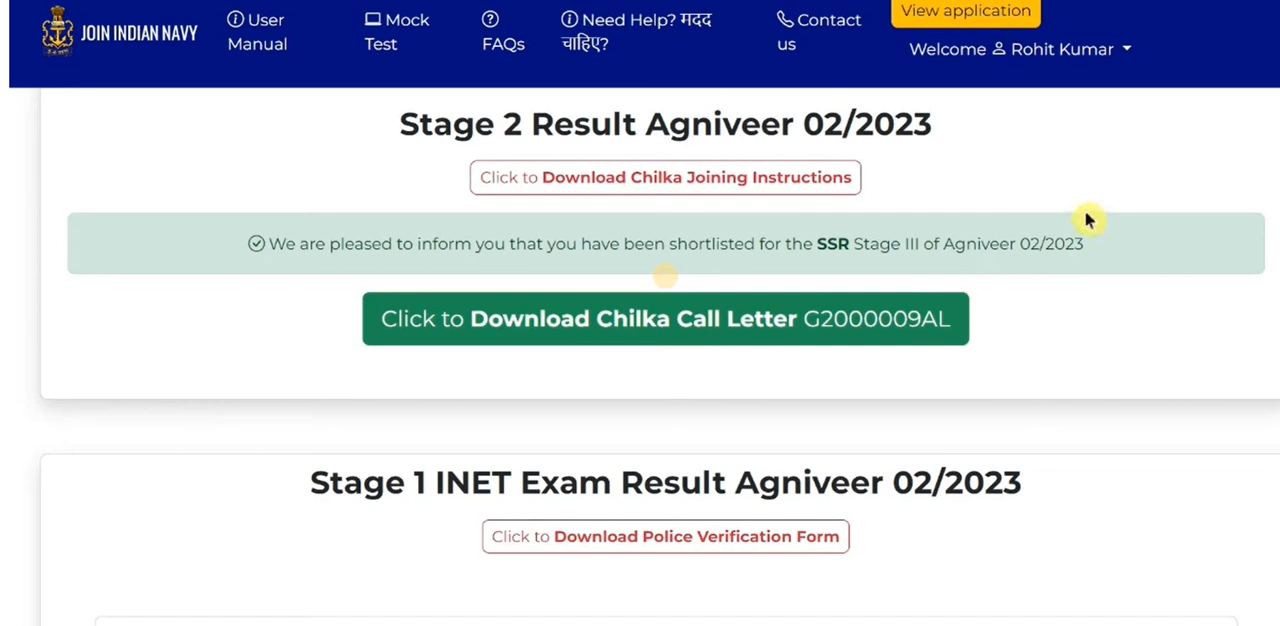 JOIN INDIAN NAVY
User Manual
Mock Test
FAQs
Need Help? मदद चाहिए?
Contact us
View application
Welcome Rohit Kumar
Stage 2 Result Agniveer 02/2023
Click to Download Chilka Joining Instructions
We are pleased to inform you that you have been shortlisted for the SSR Stage III of Agniveer 02/2023
Click to Download Chilka Call Letter G2000009AL
Stage 1 INET Exam Result Agniveer 02/2023
Click to Download Police Verification Form